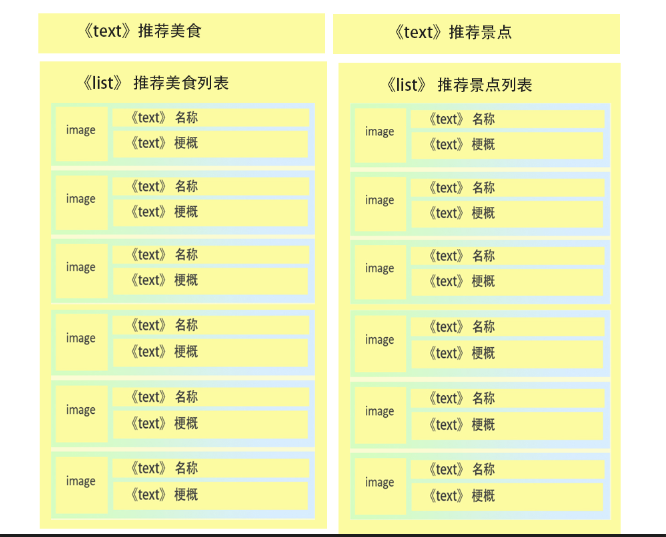 《text》推荐美食
《list》 推荐美食列表
image
《text》 名称
《text》 梗概
image
《text》 名称
《text》 梗概
image
《text》 名称
《text》 梗概
image
《text》 名称
《text》 梗概
image
《text》 名称
《text》 梗概
image
《text》 名称
《text》 梗概
《text》推荐景点
《list》 推荐景点列表
image
《text》 名称
《text》 梗概
image
《text》 名称
《text》 梗概
image
《text》 名称
《text》 梗概
image
《text》 名称
《text》 梗概
image
《text》 名称
《text》 梗概
image
《text》 名称
《text》 梗概